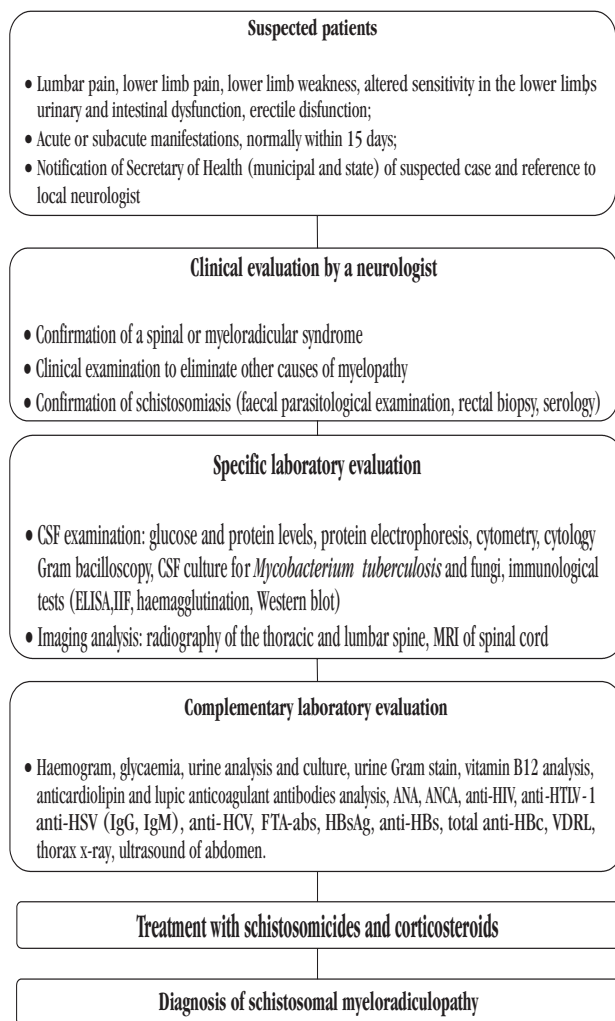 Suspected patients
• Lumbar pain, lower limb pain, lower limb weakness, altered sensitivity in the lower limbs,
urinary and intestinal dysfunction, erectile disfunction;
• Acute or subacute manifestations, normally within 15 days;
• Notification of Secretary of Health (municipal and state) of suspected case and reference to
local neurologist
Clinical evaluation by a neurologist
• Confirmation of a spinal or myeloradicular syndrome
• Clinical examination to eliminate other causes of myelopathy
• Confirmation of schistosomiasis (faecal parasitological examination, rectal biopsy, serology)
Specific laboratory evaluation
• CSF examination: glucose and protein levels, protein electrophoresis, cytometry, cytology
Gram bacilloscopy, CSF culture for Mycobacterium tuberculosis and fungi, immunological
tests (ELISA,IIF, haemagglutination, Western blot)
• Imaging analysis: radiography of the thoracic and lumbar spine, MRI of spinal cord
Complementary laboratory evaluation
• Haemogram, glycaemia, urine analysis and culture, urine Gram stain, vitamin B12 analysis,
anticardiolipin and lupic anticoagulant antibodies analysis, ANA, ANCA, anti-HIV, anti-HTLV-1
anti-HSV (IgG, IgM), anti-HCV, FTA-abs, HBsAg, anti-HBs, total anti-HBc, VDRL,
thorax x-ray, ultrasound of abdomen.
Treatment with schistosomicides and corticosteroids
Diagnosis of schistosomal myeloradiculopathy